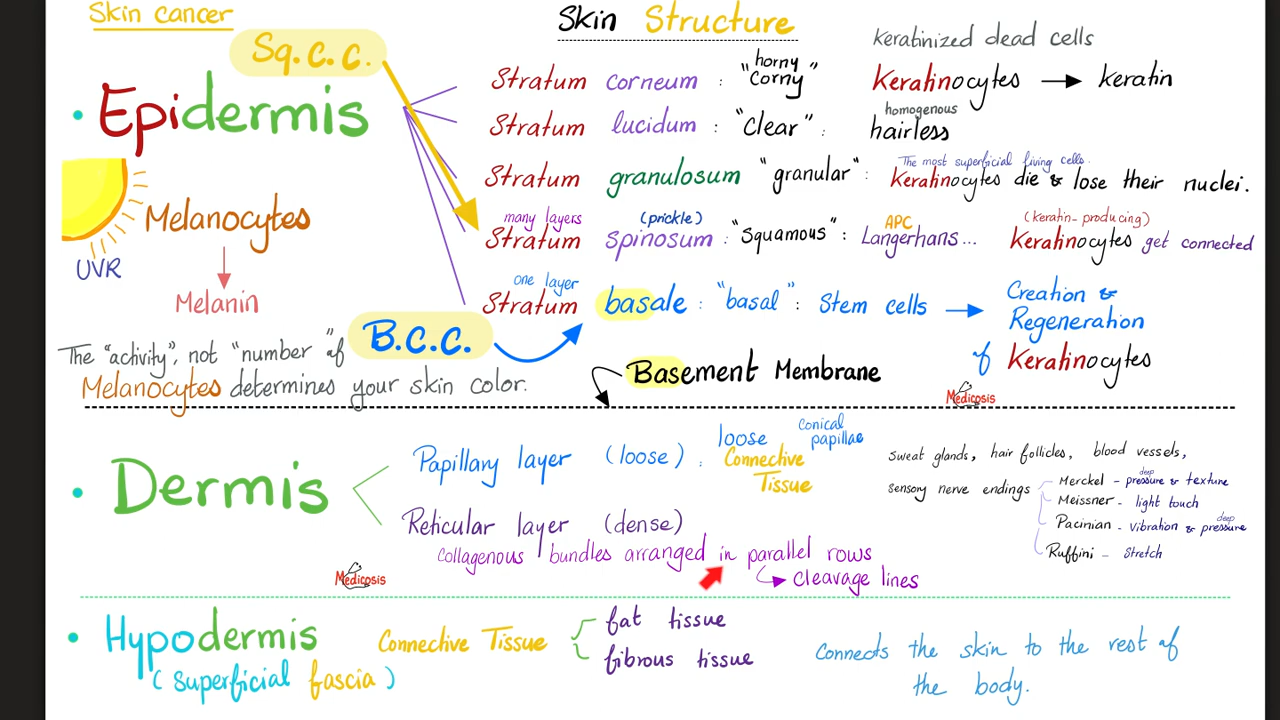 Skin cancer
Skin Structure
Sq.C.C.
• Epidermis
keratinized dead cells
Stratum corneum : "horny Corny" Keratinocytes → keratin
homogenous
Stratum lucidum : "clear" : hairless
The most superficial living cells.
Stratum granulosum "granular" : Keratinocytes die & lose their nuclei.
many layers (prickle) APC (keratin-producing)
Stratum spinosum : "Squamous" : Langerhans... Keratinocytes get connected
one layer
Stratum basale : "basal" : Stem cells → Creation & Regeneration of Keratinocytes
UVR
Melanocytes
Melanin
B.C.C.
The "activity", not "number" of
Melanocytes determines your skin color.
Basement Membrane
Medicosis
• Dermis
Papillary layer (loose) : loose Connective Tissue
conical papillae
Reticular layer (dense)
collagenous bundles arranged in parallel rows
cleavage lines
sweat glands, hair follicles, blood vessels,
sensory nerve endings
Merckel - deep pressure & texture
Meissner - light touch
Pacinian - vibration & deep pressure
Ruffini - stretch
Medicosis
• Hypodermis
(superficial fascia)
Connective Tissue
fat tissue
fibrous tissue
Connects the skin to the rest of
the body.